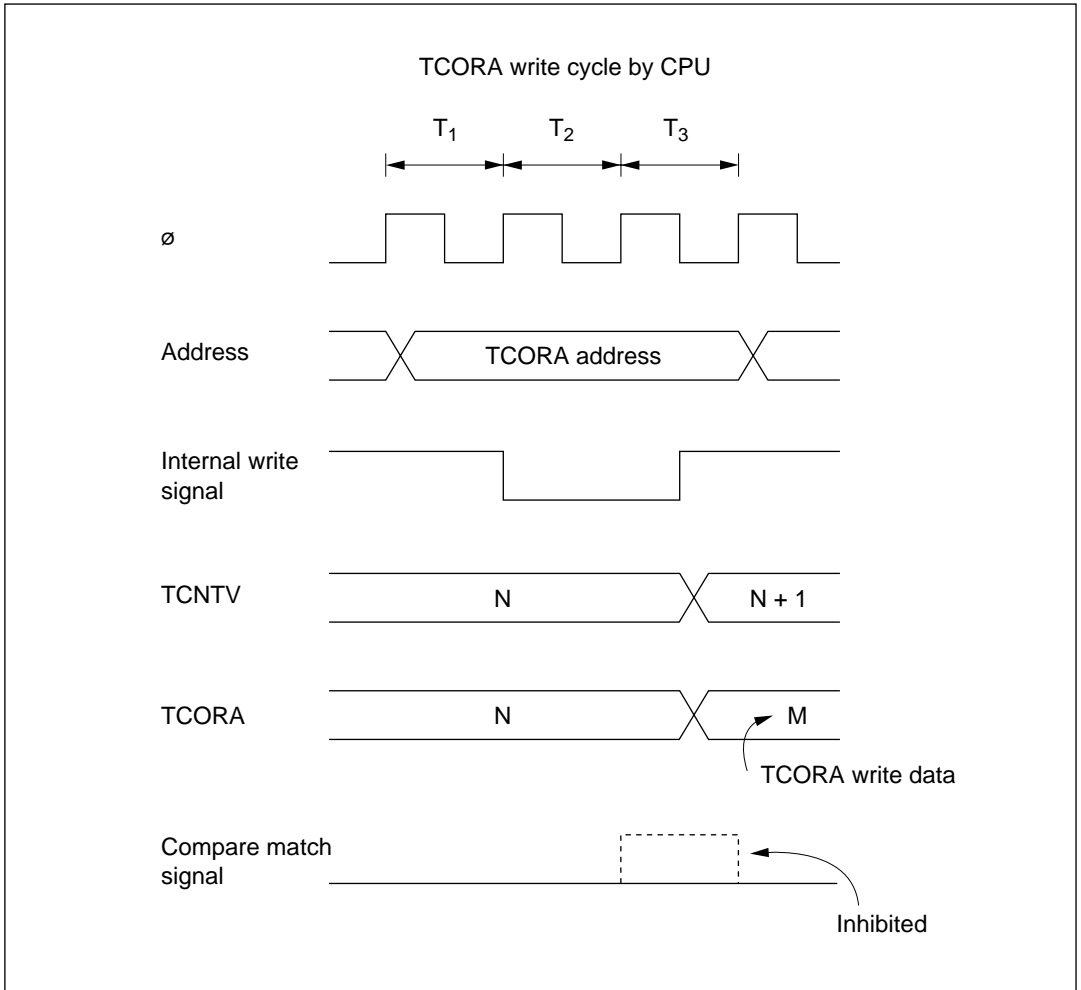 TCORA write cycle by CPU
T1 T2 T3
ø
Address TCORA address
Internal write
signal
TCNTV N N + 1
TCORA N M
TCORA write data
Compare match
signal
Inhibited